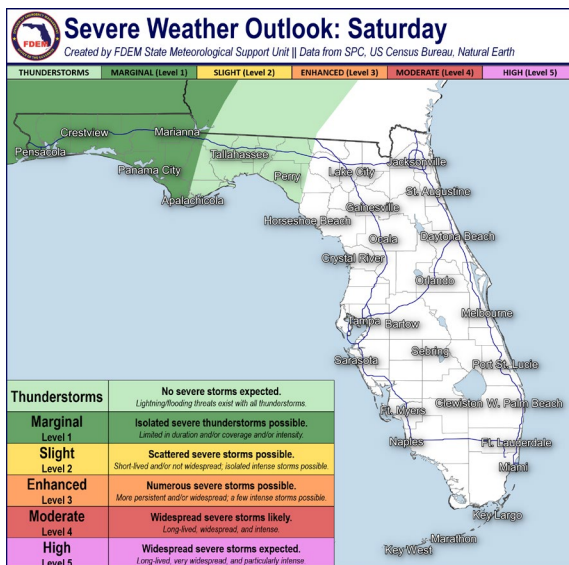 Severe Weather Outlook: Saturday
Created by FDEM State Meteorological Support Unit || Data from SPC, US Census Bureau, Natural Earth
FDEM
THUNDERSTORMS
MARGINAL (Level 1)
SLIGHT (Level 2)
ENHANCED (Level 3)
MODERATE (Level 4)
HIGH (Level 5)
Crestview
Marianna
Pensacola
Tallahassee
Jacksonville
Panama City
Perry
Lake City
Apalachicola
St. Augustine
Gainesville
Horseshoe Beach
Ocala
Daytona Beach
Crystal River
Orlando
Melbourne
Tampa
Bartow
Sebring
Sarasota
Port St. Lucie
Ft. Myers
Clewiston
W. Palm Beach
Naples
Ft. Lauderdale
Miami
Key Largo
Marathon
Key West
Thunderstorms
No severe storms expected.
Lightning/flooding threats exist with all thunderstorms.
Marginal
Level 1
Isolated severe thunderstorms possible.
Limited in duration and/or coverage and/or intensity.
Slight
Level 2
Scattered severe storms possible.
Short-lived and/or not widespread; isolated intense storms possible.
Enhanced
Level 3
Numerous severe storms possible.
More persistent and/or widespread; a few intense storms possible.
Moderate
Level 4
Widespread severe storms likely.
Long-lived, widespread, and intense.
High
Level 5
Widespread severe storms expected.
Long-lived, very widespread, and particularly intense